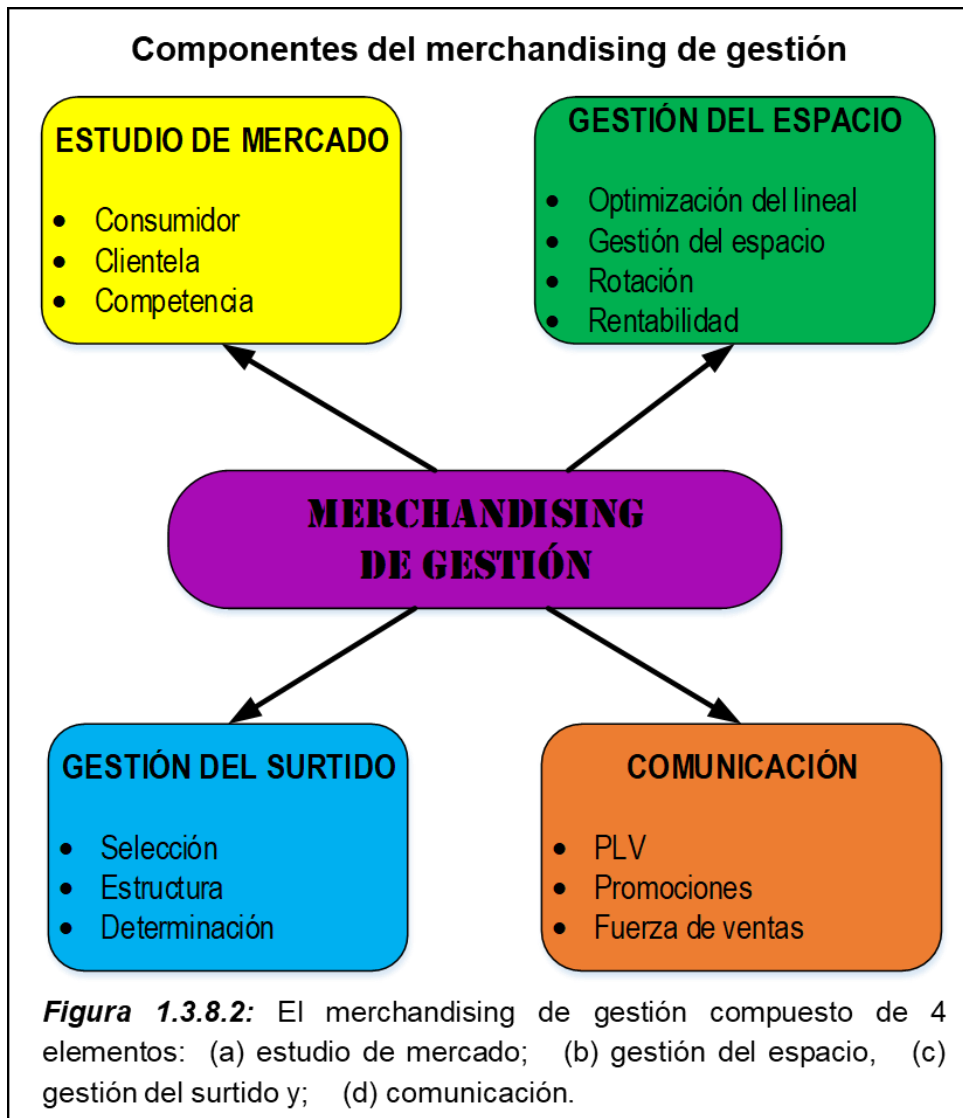 Componentes del merchandising de gestión
ESTUDIO DE MERCADO
• Consumidor
• Clientela
• Competencia
GESTIÓN DEL ESPACIO
• Optimización del lineal
• Gestión del espacio
• Rotación
• Rentabilidad
MERCHANDISING
DE GESTIÓN
GESTIÓN DEL SURTIDO
• Selección
• Estructura
• Determinación
COMUNICACIÓN
• PLV
• Promociones
• Fuerza de ventas
Figura 1.3.8.2: El merchandising de gestión compuesto de 4
elementos: (a) estudio de mercado; (b) gestión del espacio, (c)
gestión del surtido y; (d) comunicación.